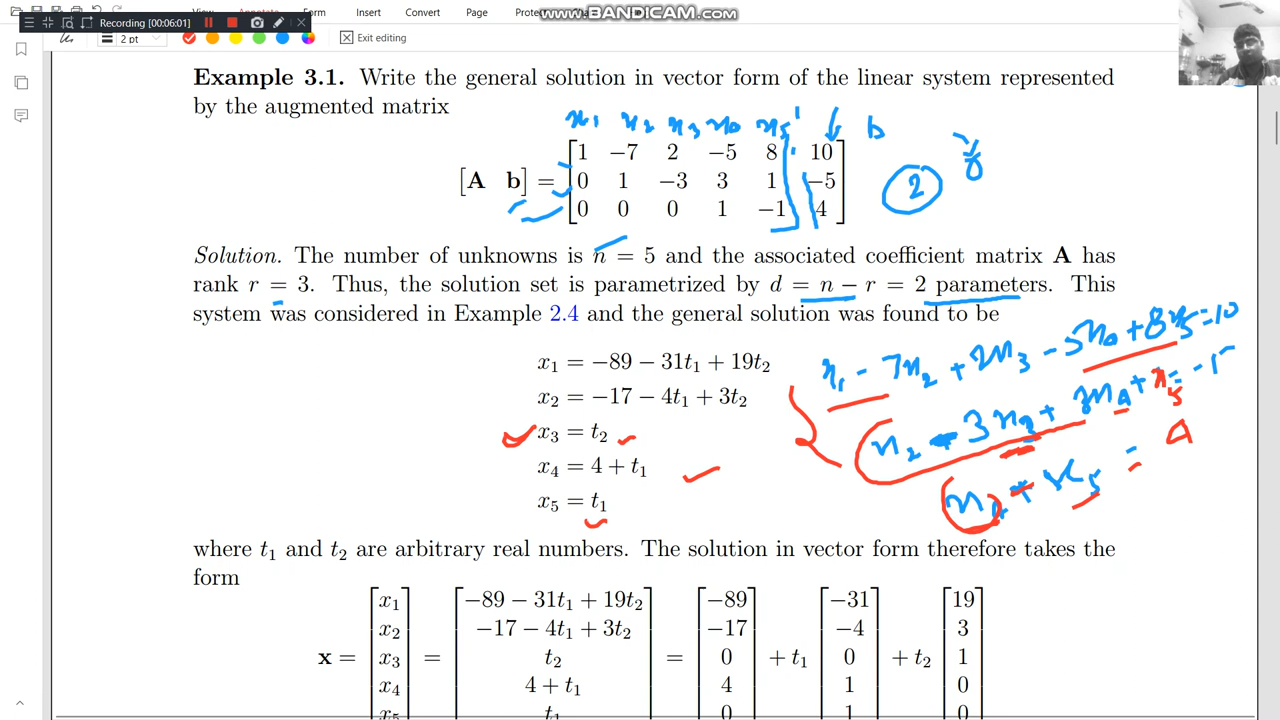 www.BANDICAM.com
Recording [00:06:01]
Annotate Form Insert Convert Page
2 pt Exit editing
Example 3.1. Write the general solution in vector form of the linear system represented
by the augmented matrix
x1 x2 x3 x4 x5 b
[A b] = [1 −7 2 −5 8 10
0 1 −3 3 1 −5
0 0 0 1 −1 4]
2
Solution. The number of unknowns is n = 5 and the associated coefficient matrix A has
rank r = 3. Thus, the solution set is parametrized by d = n − r = 2 parameters. This
system was considered in Example 2.4 and the general solution was found to be
x1 − 7x2 + 2x3 − 5x4 + 8x5 = 10
x2 − 3x3 + 3x4 + x5 = −5
x1 = −89 − 31t1 + 19t2
x2 = −17 − 4t1 + 3t2
x3 = t2
x4 = 4 + t1
x5 = t1
where t1 and t2 are arbitrary real numbers. The solution in vector form therefore takes the
form
x = [x1 x2 x3 x4 x5] = [−89 − 31t1 + 19t2 −17 − 4t1 + 3t2 t2 4 + t1 t1] = [−89 −17 0 4 0] + t1 [−31 −4 0 1 1] + t2 [19 3 1 0 0]